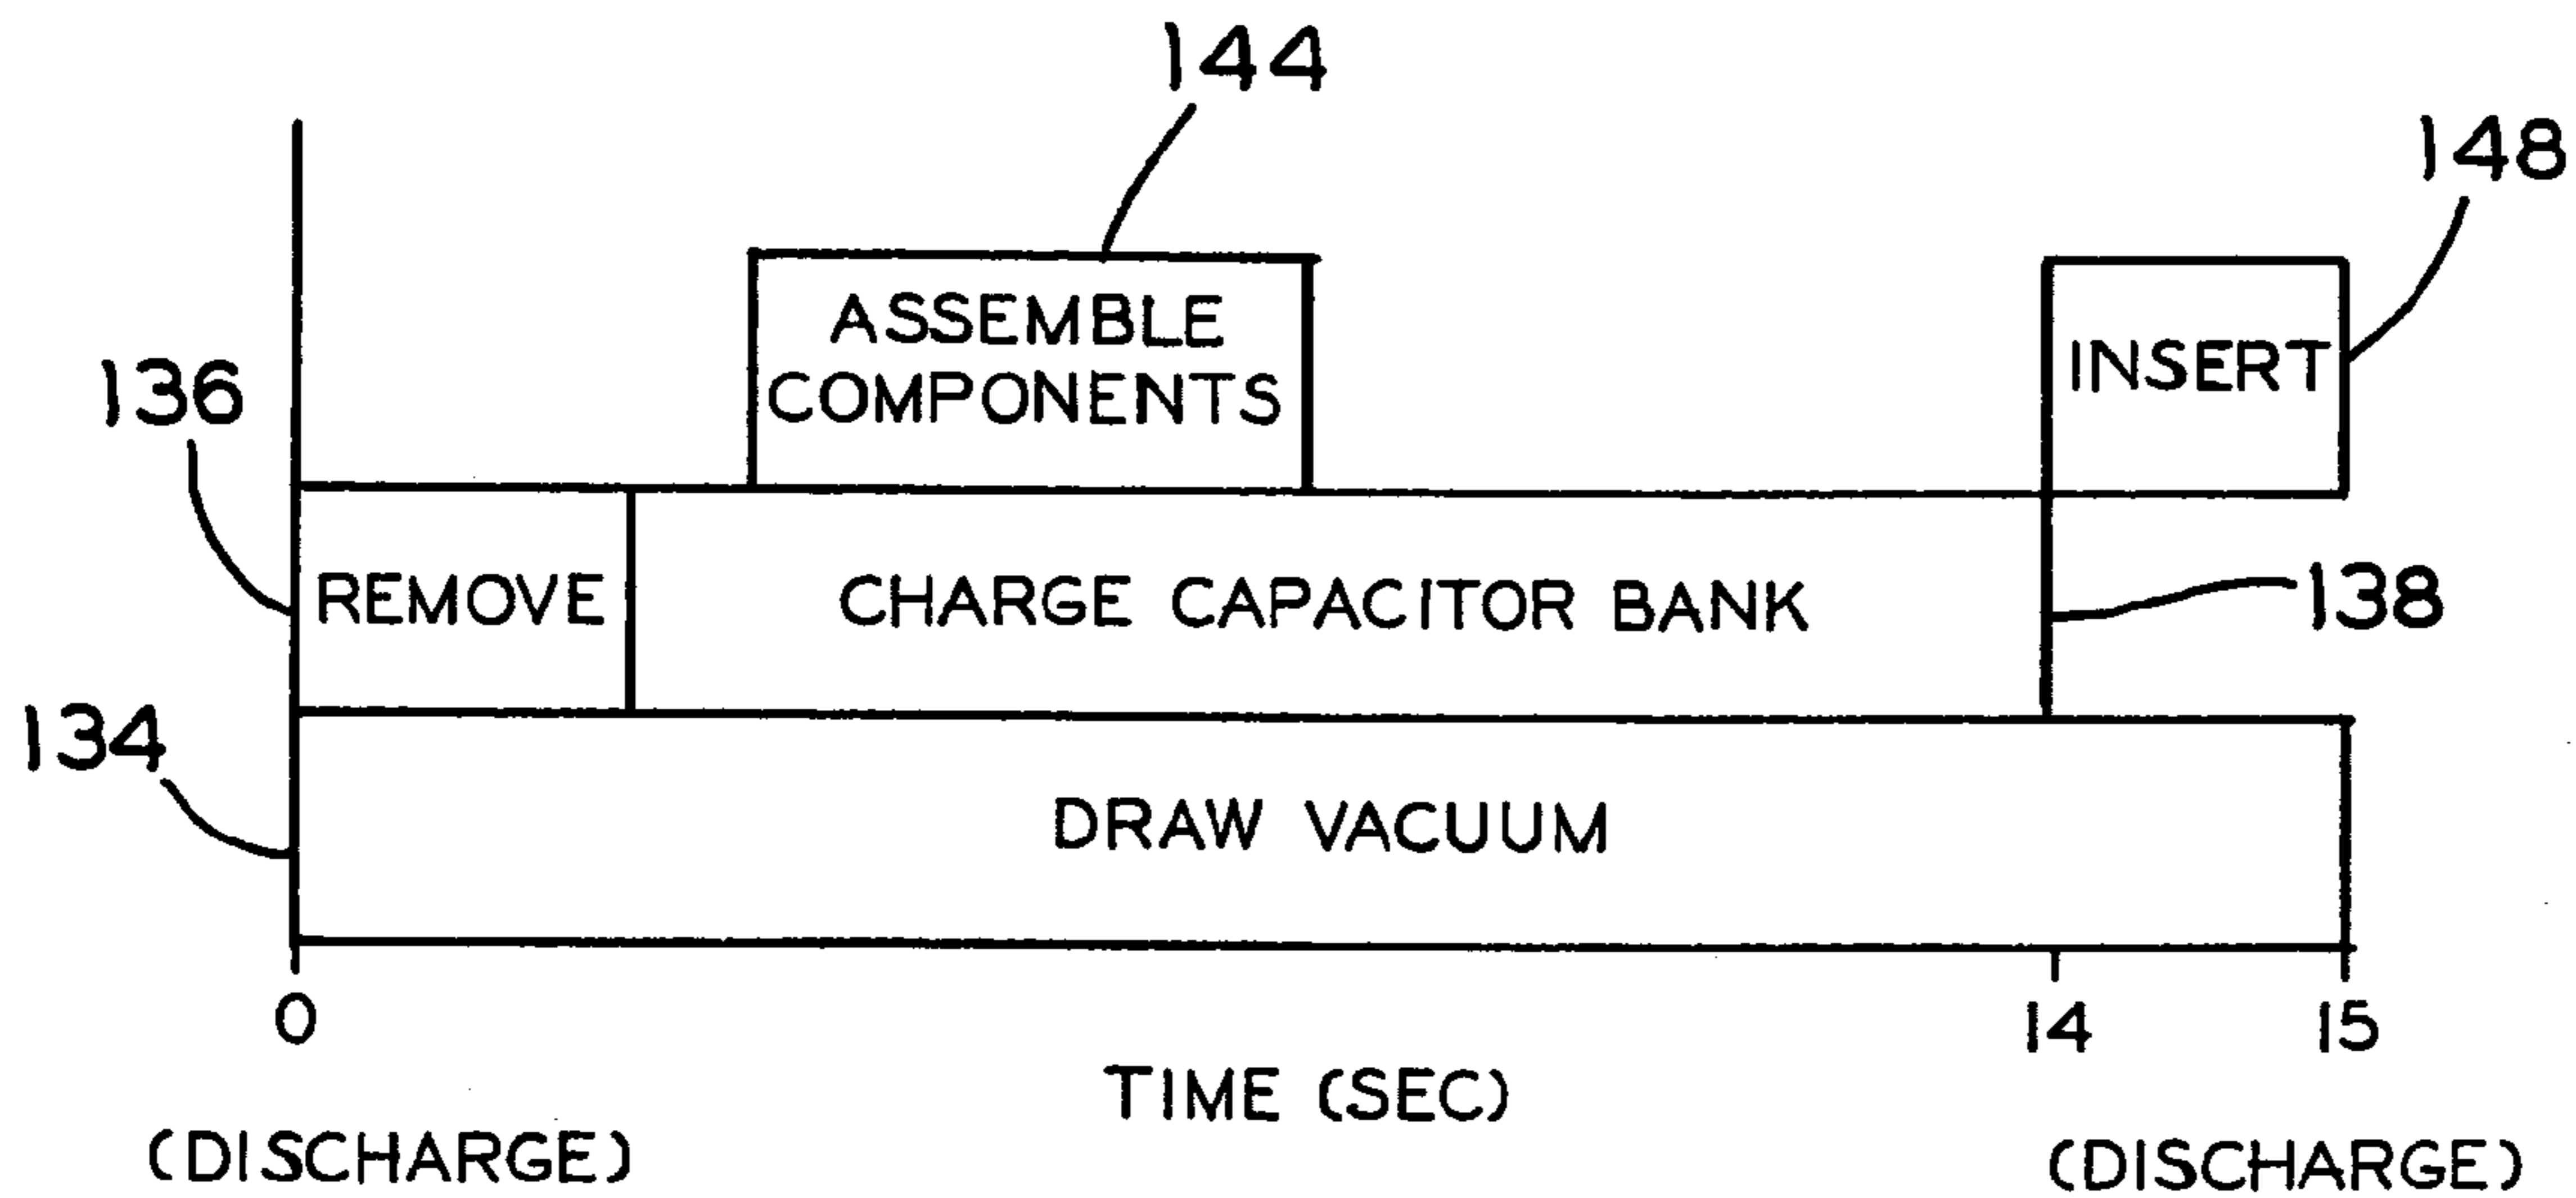 144
148
ASSEMBLE
COMPONENTS
INSERT
136
REMOVE
CHARGE CAPACITOR BANK
138
134
DRAW VACUUM
0
14
15
TIME (SEC)
(DISCHARGE)
(DISCHARGE)